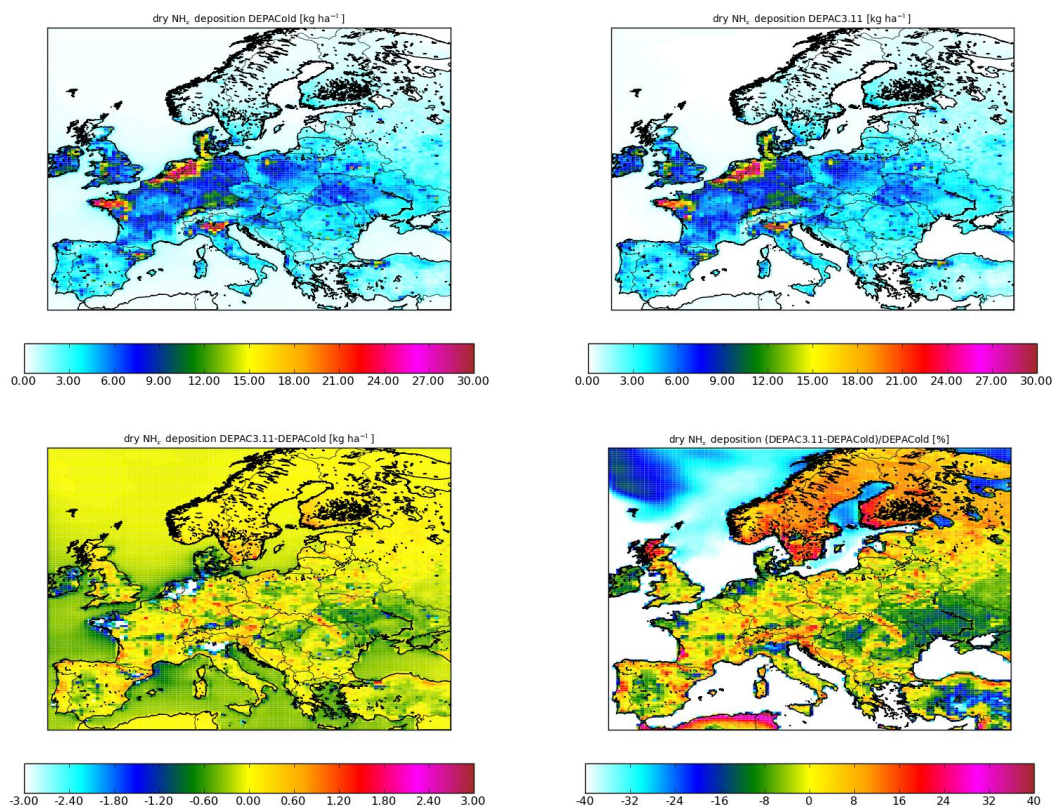 dry NHₓ deposition DEPACold [kg ha⁻¹]
dry NHₓ deposition DEPAC3.11 [kg ha⁻¹]
0.00 3.00 6.00 9.00 12.00 15.00 18.00 21.00 24.00 27.00 30.00
0.00 3.00 6.00 9.00 12.00 15.00 18.00 21.00 24.00 27.00 30.00
dry NHₓ deposition DEPAC3.11-DEPACold [kg ha⁻¹]
dry NHₓ deposition (DEPAC3.11-DEPACold)/DEPACold [%]
-3.00 -2.40 -1.80 -1.20 -0.60 0.00 0.60 1.20 1.80 2.40 3.00
-40 -32 -24 -16 -8 0 8 16 24 32 40